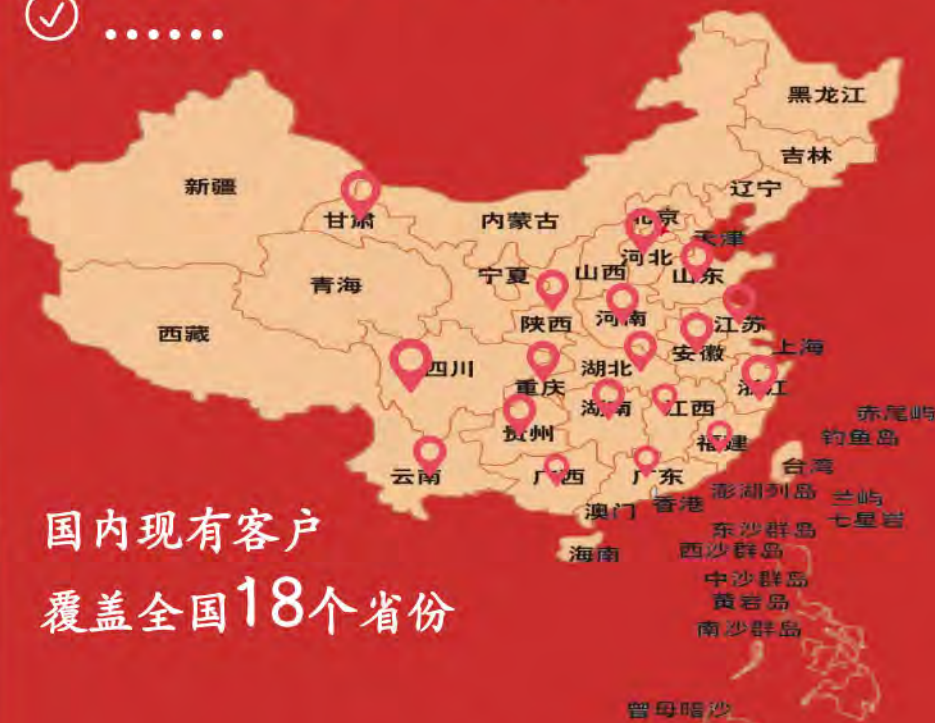 ......
黑龙江
吉林
辽宁
新疆
甘肃
内蒙古
北京
天津
河北
山东
山西
宁夏
青海
陕西
河南
江苏
西藏
安徽
上海
四川
重庆
湖北
浙江
湖南
江西
赤尾屿
钓鱼岛
贵州
福建
云南
广西
广东
台湾
澎湖列岛
兰屿
七星岩
香港
澳门
东沙群岛
海南
西沙群岛
中沙群岛
黄岩岛
南沙群岛
曾母暗沙
国内现有客户
覆盖全国18个省份